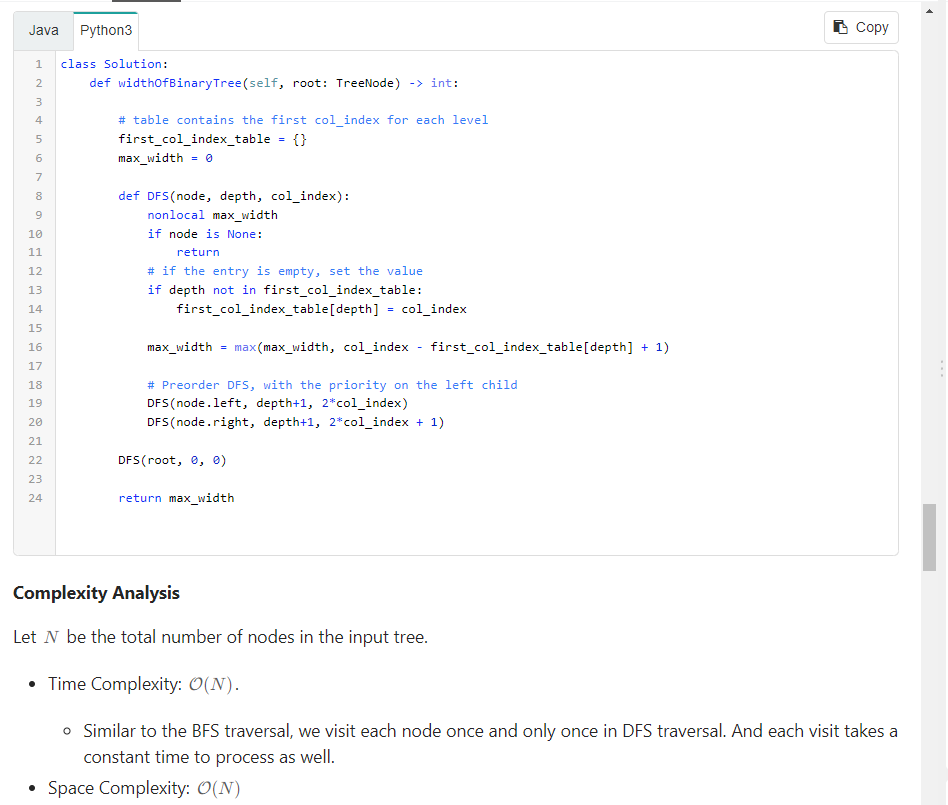 Java Python3 Copy
1 class Solution:
2     def widthOfBinaryTree(self, root: TreeNode) -> int:
3
4         # table contains the first col_index for each level
5         first_col_index_table = {}
6         max_width = 0
7
8         def DFS(node, depth, col_index):
9             nonlocal max_width
10             if node is None:
11                 return
12             # if the entry is empty, set the value
13             if depth not in first_col_index_table:
14                 first_col_index_table[depth] = col_index
15
16             max_width = max(max_width, col_index - first_col_index_table[depth] + 1)
17
18             # Preorder DFS, with the priority on the left child
19             DFS(node.left, depth+1, 2*col_index)
20             DFS(node.right, depth+1, 2*col_index + 1)
21
22         DFS(root, 0, 0)
23
24         return max_width
Complexity Analysis
Let N be the total number of nodes in the input tree.
• Time Complexity: O(N).
◦ Similar to the BFS traversal, we visit each node once and only once in DFS traversal. And each visit takes a
constant time to process as well.
• Space Complexity: O(N)